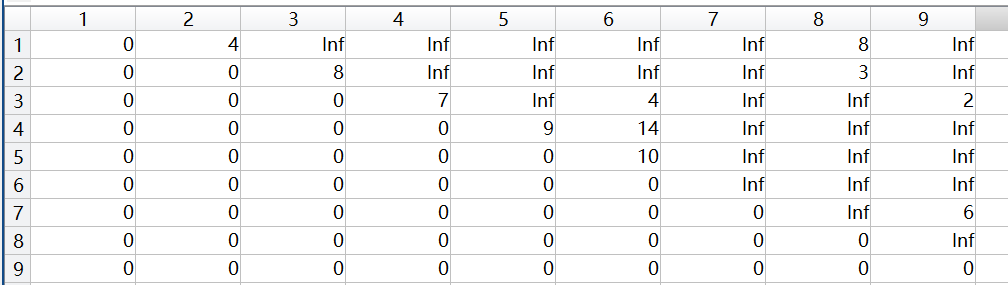 1 2 3 4 5 6 7 8 9
1 0 4 Inf Inf Inf Inf Inf 8 Inf
2 0 0 8 Inf Inf Inf Inf 3 Inf
3 0 0 0 7 Inf 4 Inf Inf 2
4 0 0 0 0 9 14 Inf Inf Inf
5 0 0 0 0 0 10 Inf Inf Inf
6 0 0 0 0 0 0 Inf Inf Inf
7 0 0 0 0 0 0 0 Inf 6
8 0 0 0 0 0 0 0 0 Inf
9 0 0 0 0 0 0 0 0 0